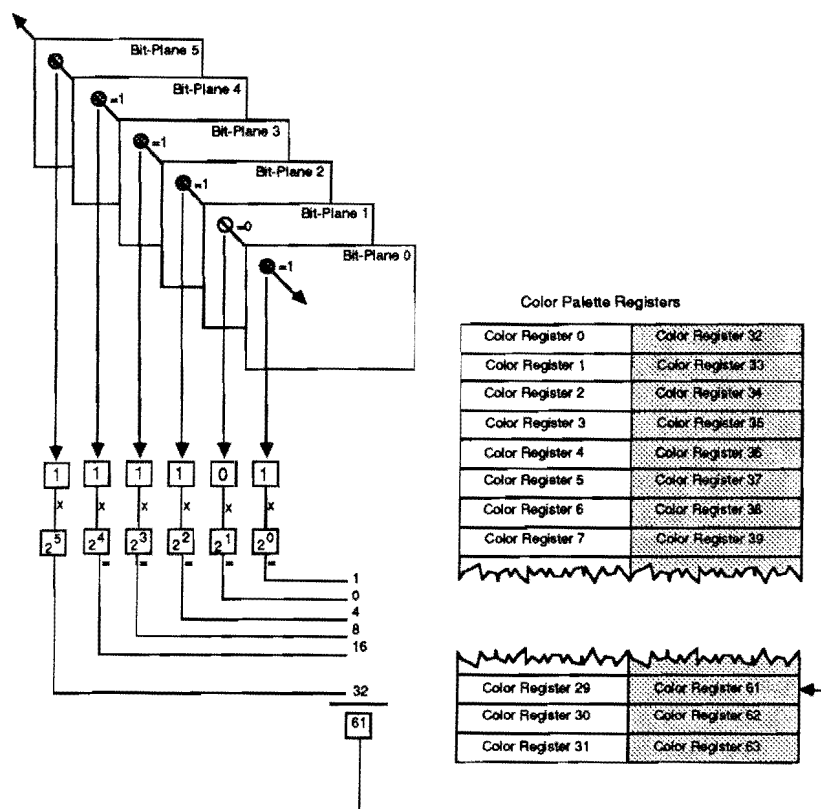 Bit-Plane 5
Bit-Plane 4
=1
Bit-Plane 3
=1
Bit-Plane 2
=1
Bit-Plane 1
=0
Bit-Plane 0
=1
1 1 1 1 0 1
x x x x x x
2^5 2^4 2^3 2^2 2^1 2^0
= = = = =
1
0
4
8
16
32
61
Color Palette Registers
Color Register 0 Color Register 32
Color Register 1 Color Register 33
Color Register 2 Color Register 34
Color Register 3 Color Register 35
Color Register 4 Color Register 36
Color Register 5 Color Register 37
Color Register 6 Color Register 38
Color Register 7 Color Register 39
Color Register 29 Color Register 61
Color Register 30 Color Register 62
Color Register 31 Color Register 63